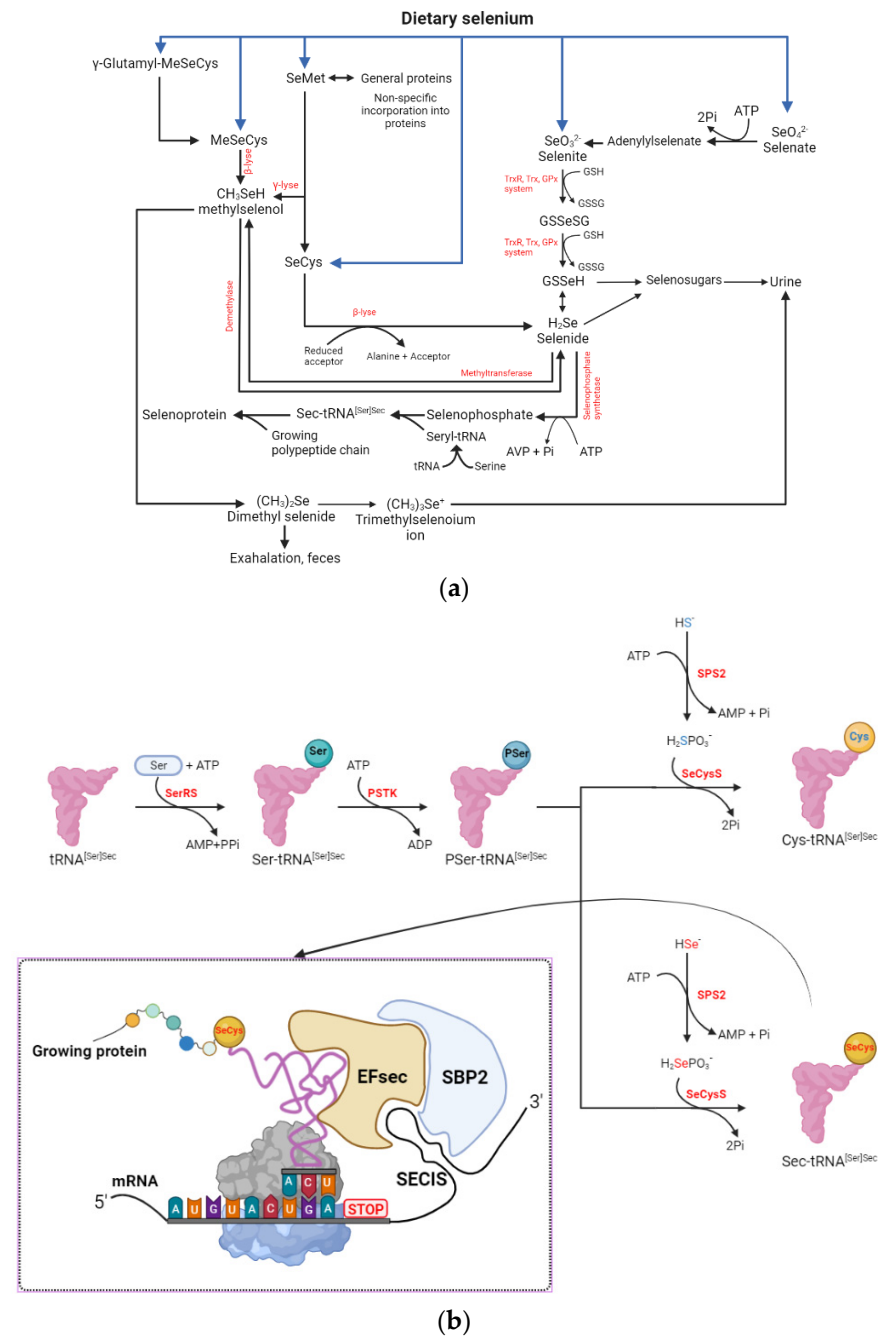 Dietary selenium
γ-Glutamyl-MeSeCys
SeMet
General proteins
Non-specific
incorporation into
proteins
MeSeCys
β-lyse
CH₃SeH
methylselenol
γ-lyse
SeCys
SeO₃²⁻
Selenite
Adenylylselenate
2Pi
ATP
SeO₄²⁻
Selenate
TrxR, Trx, GPx
system
GSH
GSSG
GSSeSG
TrxR, Trx, GPx
system
GSH
GSSG
GSSeH
Selenosugars
Urine
Demethylase
β-lyse
H₂Se
Selenide
Reduced
acceptor
Alanine + Acceptor
Methyltransferase
Selenophosphate
synthetase
Selenoprotein
Sec-tRNA[Ser]Sec
Selenophosphate
Growing
polypeptide chain
Seryl-tRNA
AVP + Pi
ATP
tRNA
Serine
(CH₃)₂Se
Dimethyl selenide
(CH₃)₃Se⁺
Trimethylselenoium
ion
Exahalation, feces
(a)
HS⁻
ATP
SPS2
AMP + Pi
H₂SPO₃⁻
SeCysS
2Pi
Cys
Cys-tRNA[Ser]Sec
Ser
+ ATP
SerRS
AMP+PPi
tRNA[Ser]Sec
Ser
Ser-tRNA[Ser]Sec
ATP
PSTK
ADP
PSer
PSer-tRNA[Ser]Sec
HSe⁻
ATP
SPS2
AMP + Pi
H₂SePO₃⁻
SeCysS
2Pi
SeCys
Sec-tRNA[Ser]Sec
SeCys
Growing protein
EFsec
SBP2
3'
SECIS
mRNA
5'
A C U
A U G U A C U G A STOP
(b)